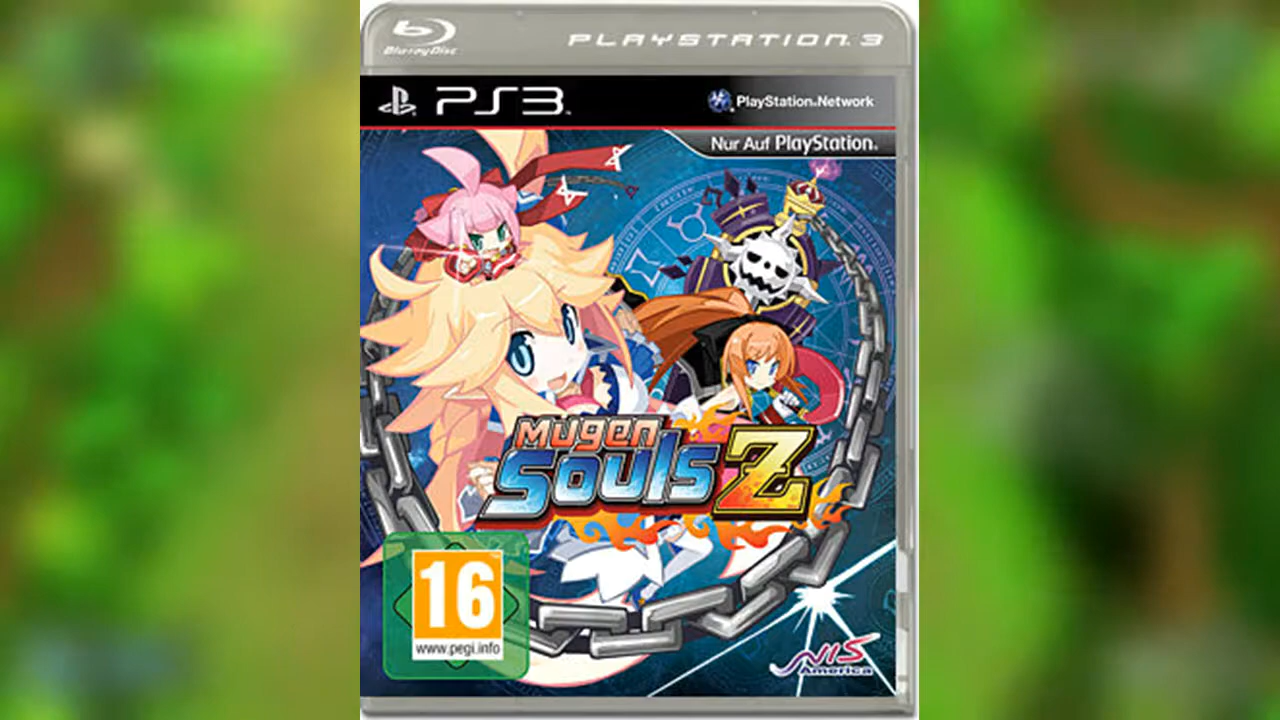 Blu-ray Disc
PLAYSTATION 3
PS3
PlayStation Network
Nur Auf PlayStation
Mugen
Souls Z
16
www.pegi.info
NIS
America